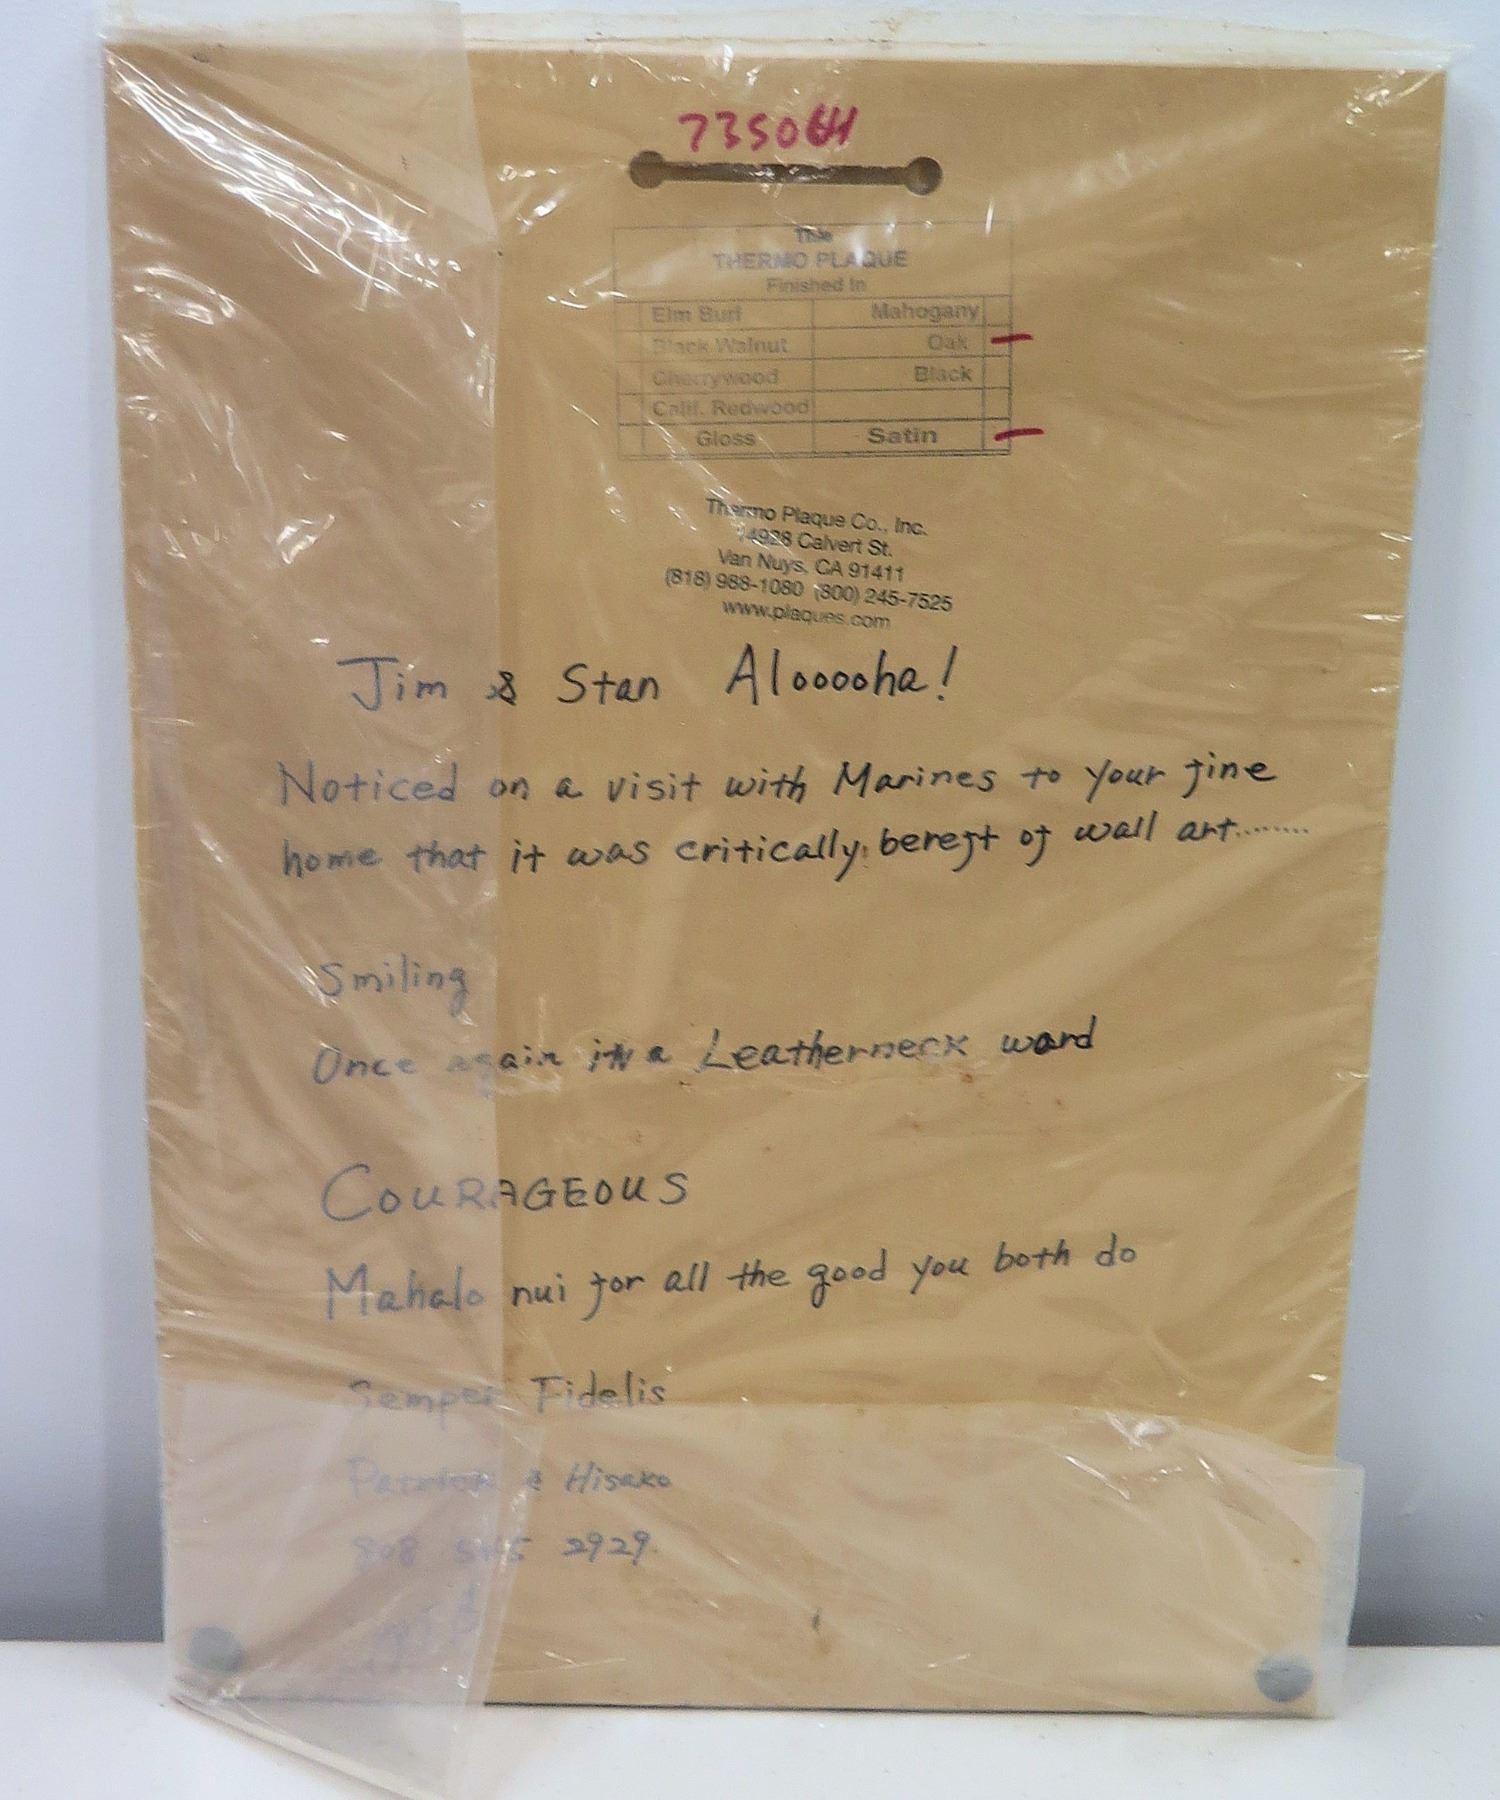 73506H
This
THERMO PLAQUE
Finished In
Elm Burl Mahogany
Black Walnut Oak
Cherrywood Black
Calif. Redwood
Gloss Satin
Thermo Plaque Co., Inc.
14928 Calvert St.
Van Nuys, CA 91411
(818) 988-1080 (800) 245-7525
www.plaques.com
Jim & Stan Alooooha!
Noticed on a visit with Marines to your fine
home that it was critically bereft of wall art........
Smiling
Once again in a Leatherneck ward
COURAGEOUS
Mahalo nui for all the good you both do
Semper Fidelis
Patrick & Hisako
808 2929